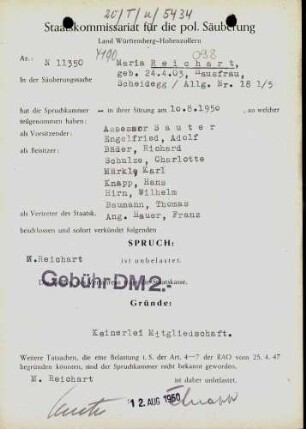 20/T/u/5434
Staatskommissariat für die pol. Säuberung
Land Württemberg-Hohenzollern
Az.: N 11350
Maria Reichart,
geb. 24.4.03, Hausfrau,
In der Säuberungssache
Scheidegg / Allg. Nr. 18 1/5
hat die Spruchkammer — in ihrer Sitzung am 10.8.1950, an welcher
teilgenommen haben:
als Vorsitzender: Assessor Sauter
Engelfried, Adolf
als Beisitzer: Bäder, Richard
Schulze, Charlotte
Märkle Karl
Knapp, Hans
Hirn, Wilhelm
Baumann, Thomas
als Vertreter des Staatsk. Ang. Hauer, Franz
beschlossen und sofort verkündet folgenden
SPRUCH:
M.Reichart ist unbelastet.
Gebühr DM 2.-
Gründe:
Keinerlei Mitgliedschaft.
Weitere Tatsachen, die eine Belastung i. S. der Art. 4—7 der RAO vom 25. 4. 47
begründen könnten, sind der Spruchkammer nicht bekannt geworden.
M. Reichart ist daher unbelastet.
12. AUG 1950